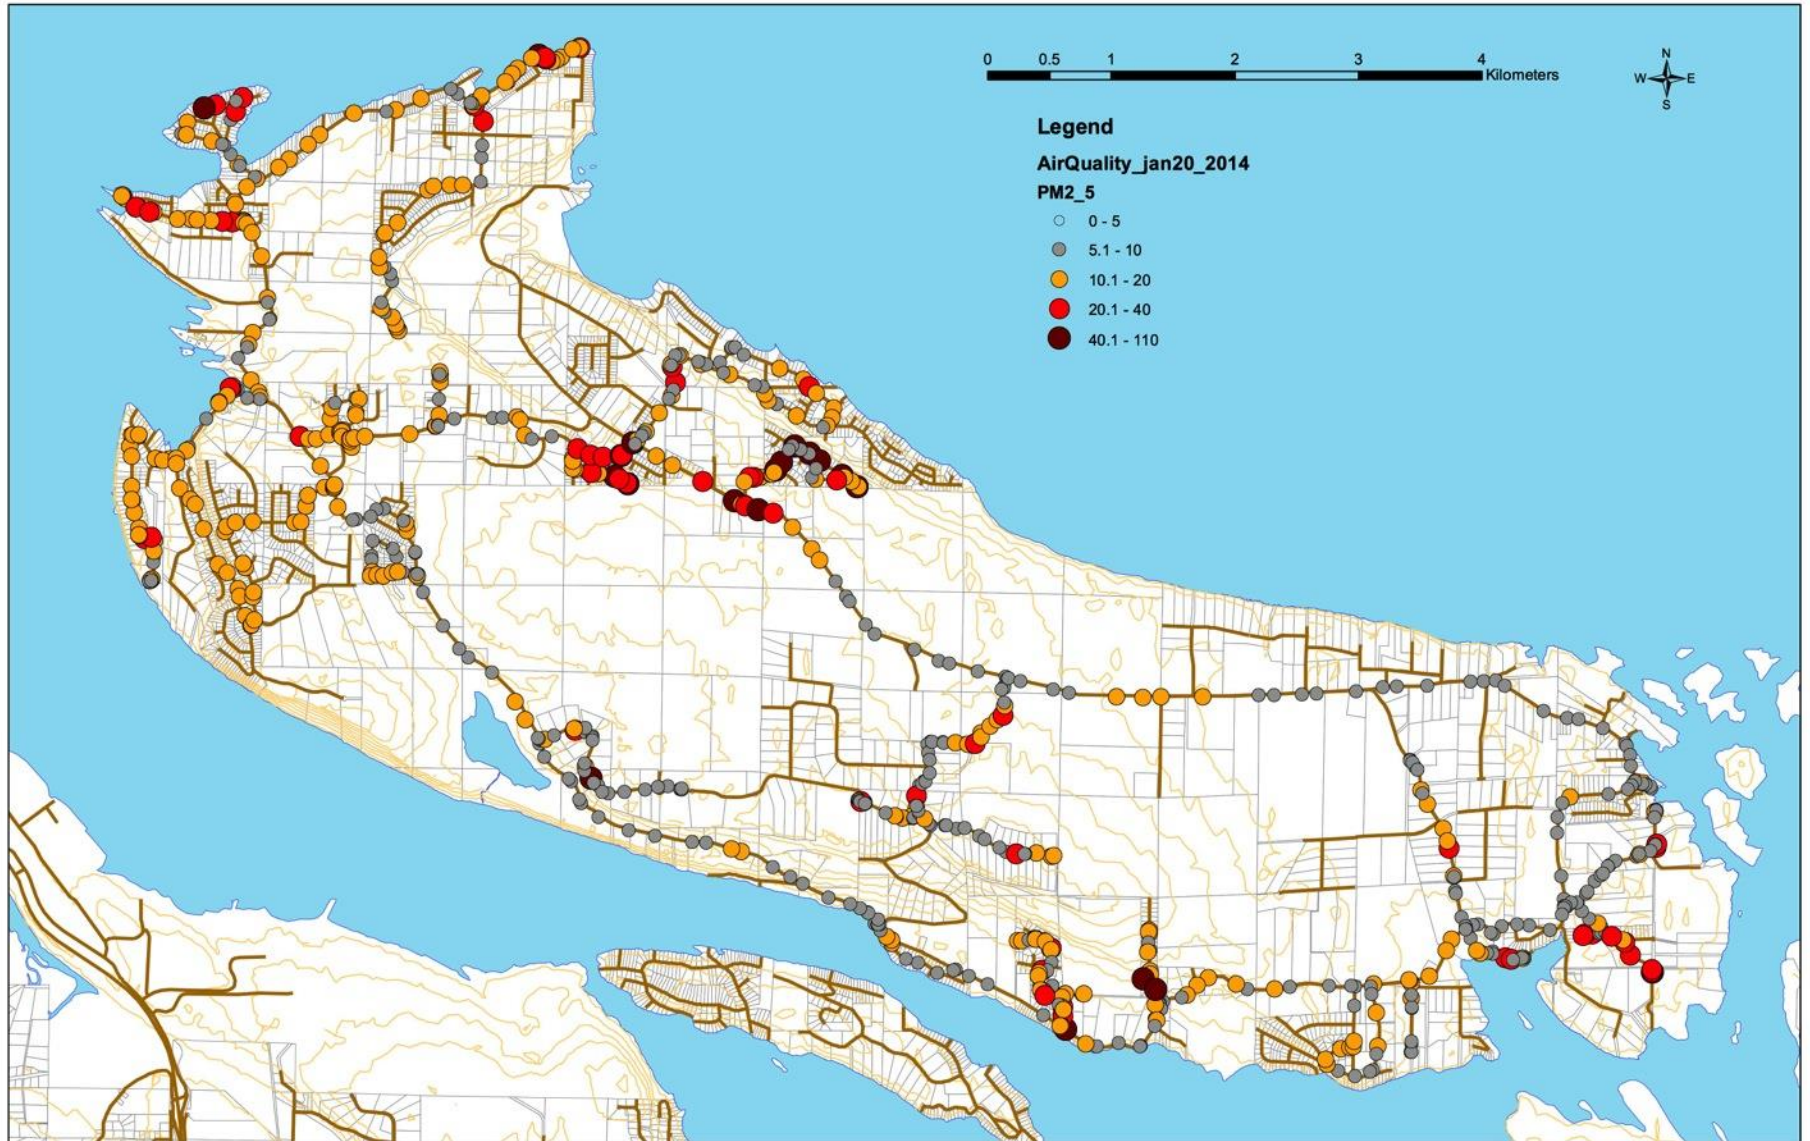 0 0.5 1 2 3 4
Kilometers
N
W E
S
Legend
AirQuality_jan20_2014
PM2_5
0 - 5
5.1 - 10
10.1 - 20
20.1 - 40
40.1 - 110